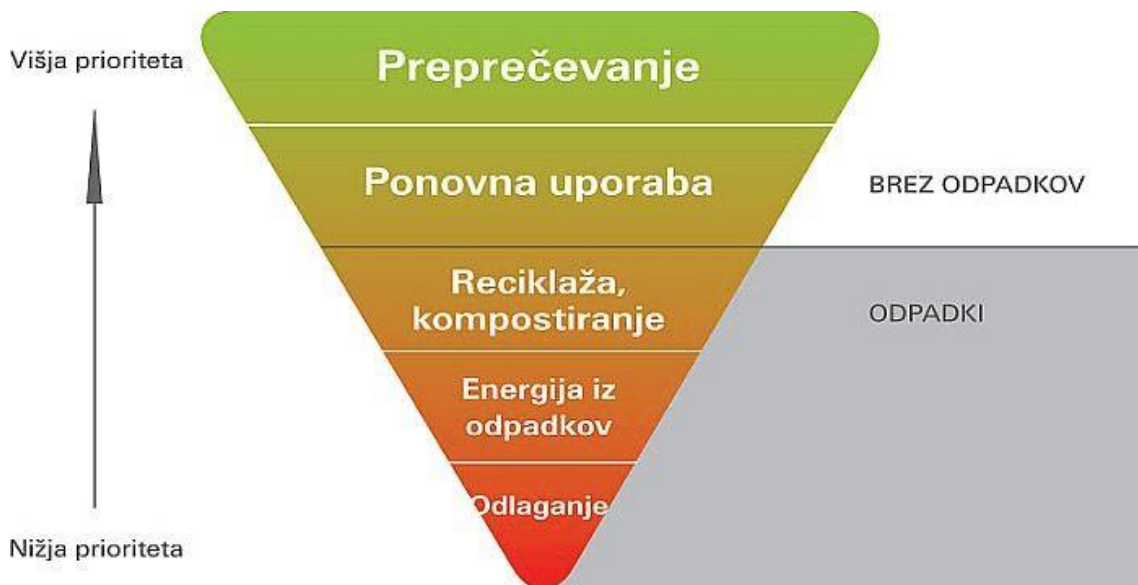 Višja prioriteta
Preprečevanje
Ponovna uporaba
BREZ ODPADKOV
Reciklaža,
kompostiranje
ODPADKI
Energija iz
odpadkov
Odlaganje
Nižja prioriteta